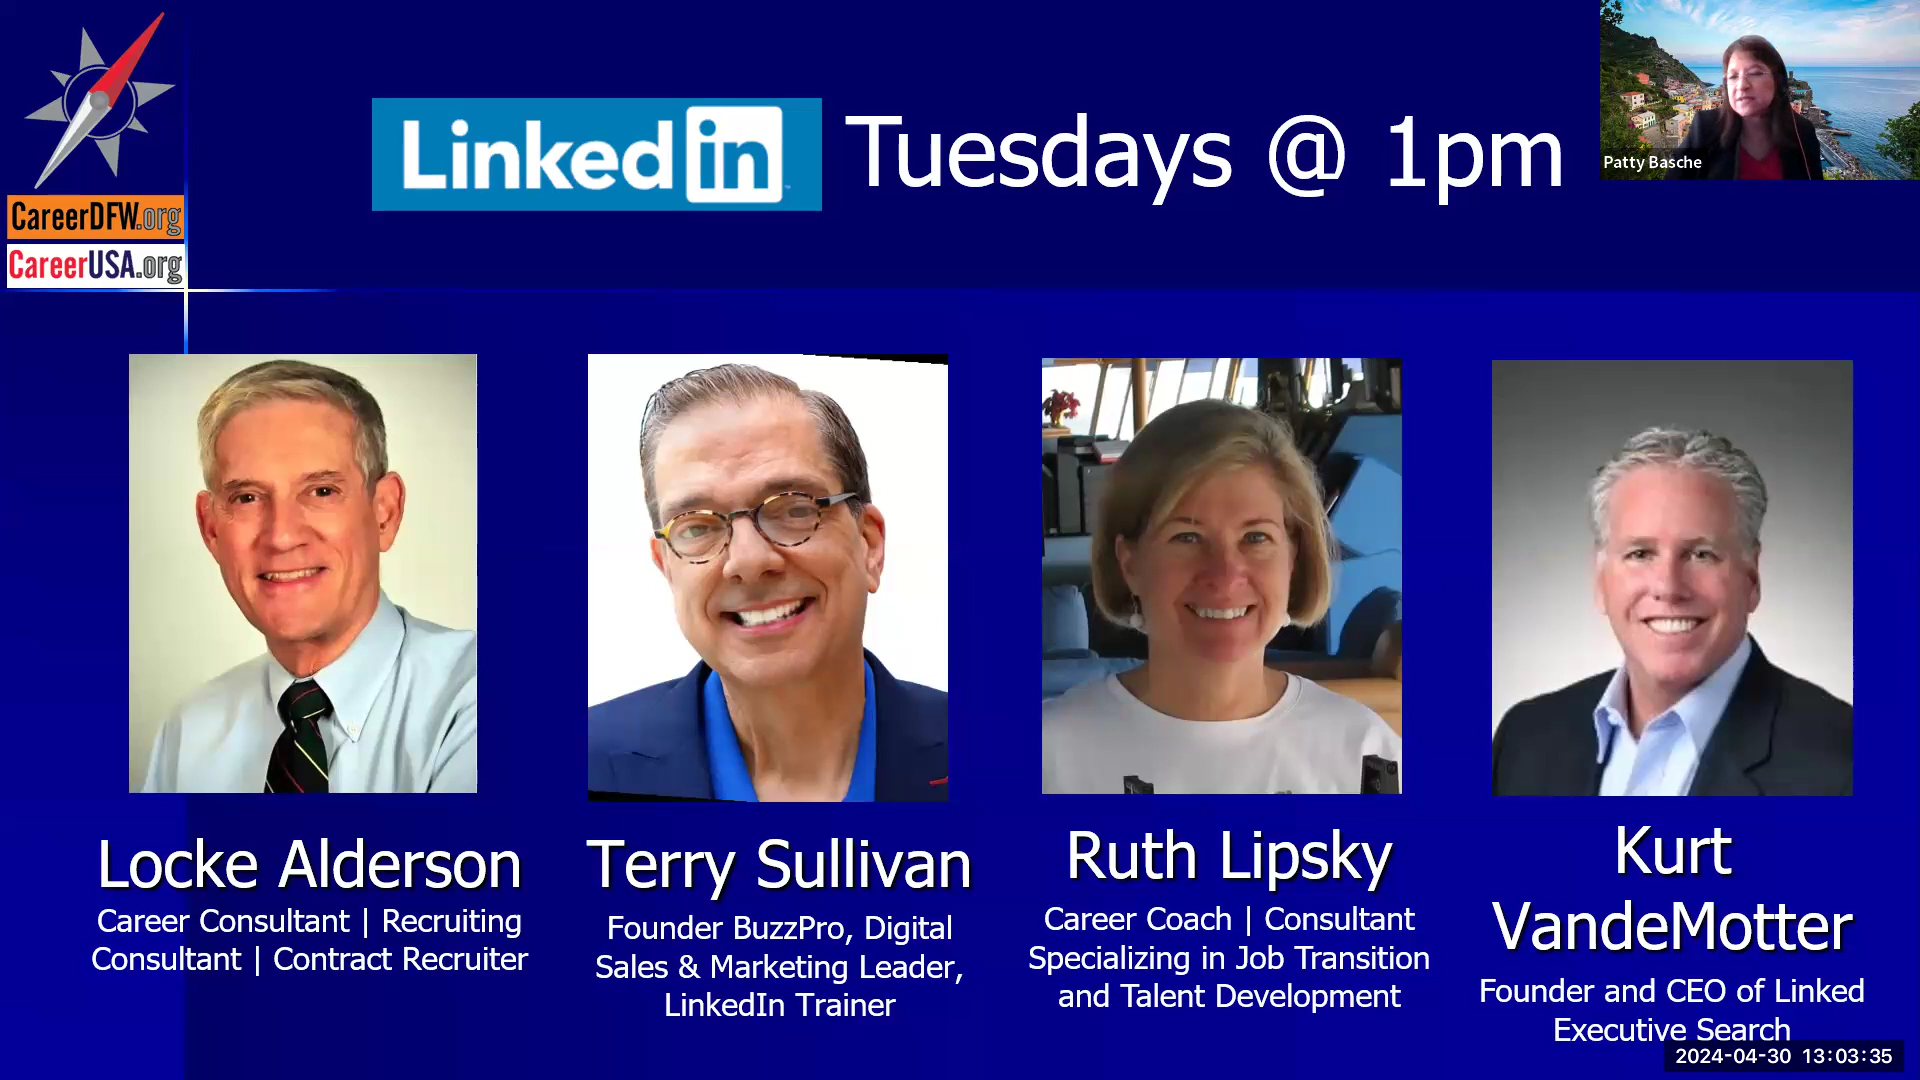 LinkedIn Tuesdays @ 1pm
Patty Basche
CareerDFW.org
CareerUSA.org
Locke Alderson
Career Consultant | Recruiting
Consultant | Contract Recruiter
Terry Sullivan
Founder BuzzPro, Digital
Sales & Marketing Leader,
LinkedIn Trainer
Ruth Lipsky
Career Coach | Consultant
Specializing in Job Transition
and Talent Development
Kurt
VandeMotter
Founder and CEO of Linked
Executive Search
2024-04-30 13:03:35